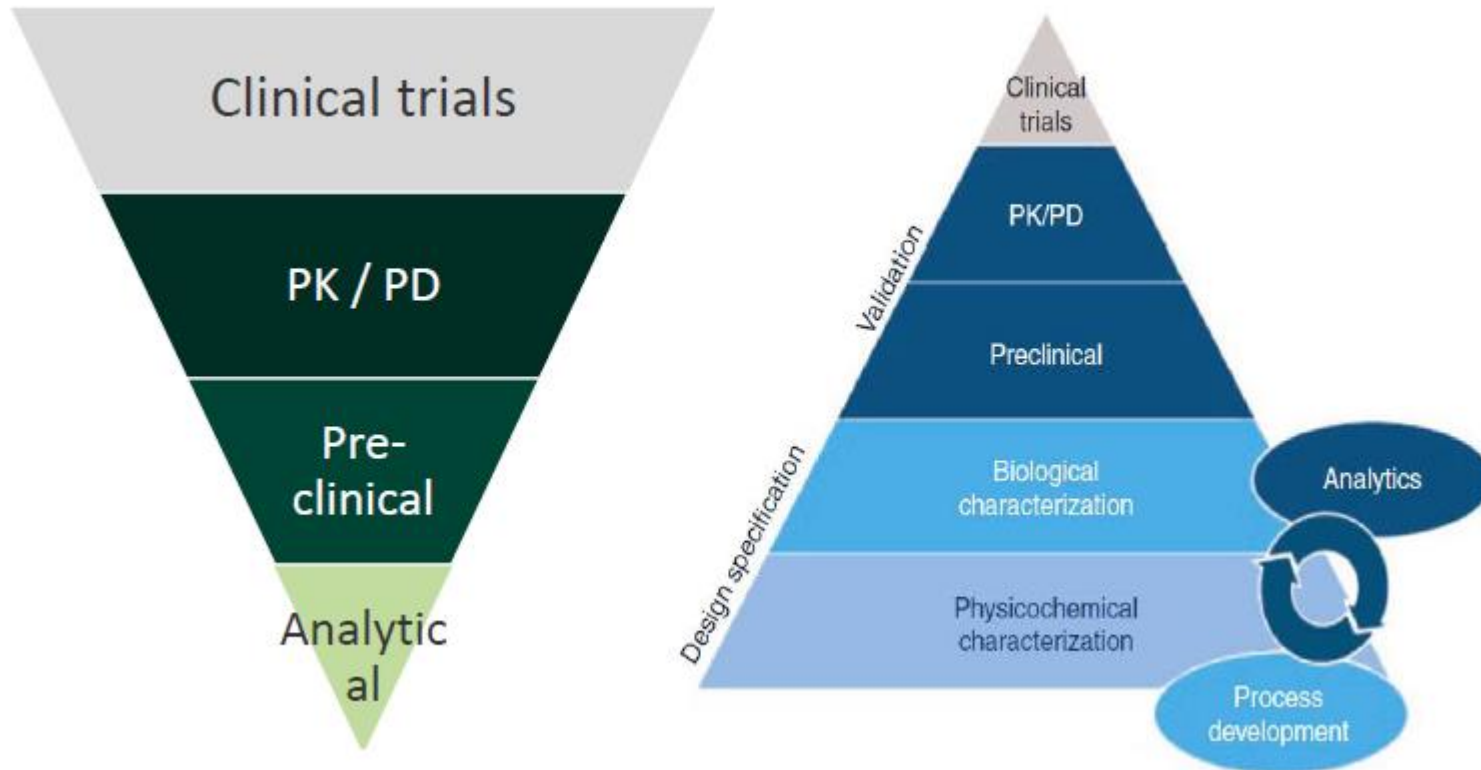 Clinical trials
PK / PD
Pre-
clinical
Analytic
al
Clinical
trials
PK/PD
Preclinical
Biological
characterization
Physicochemical
characterization
Validation
Design specification
Analytics
Process
development